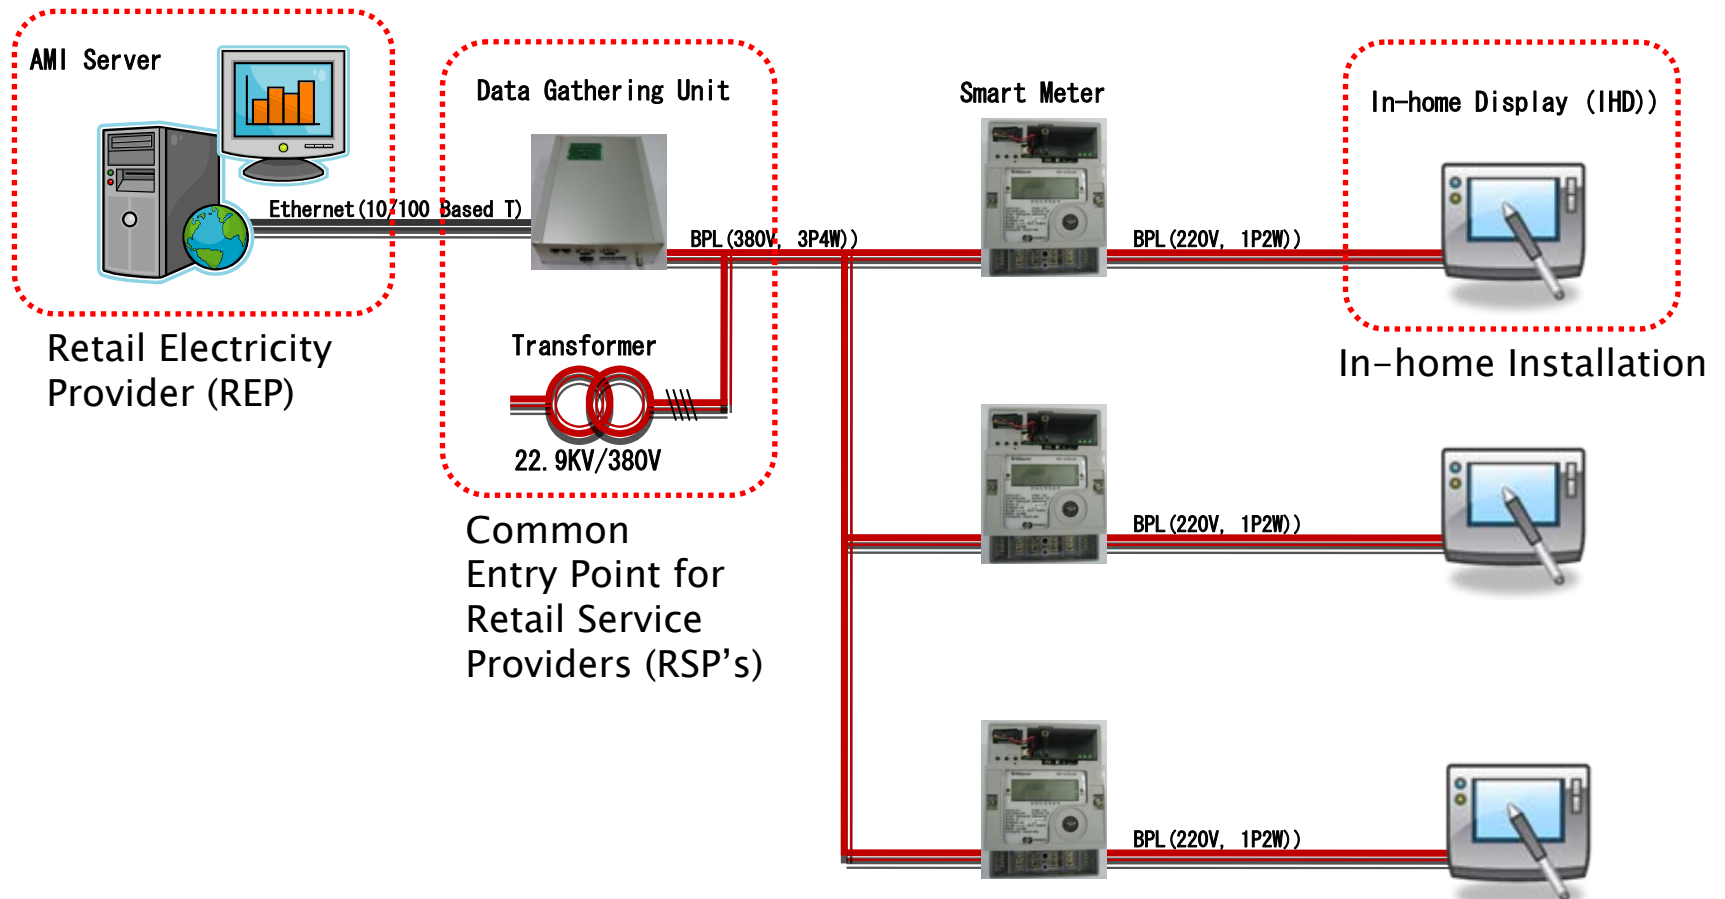 AMI Server
Ethernet(10/100 Based T)
Retail Electricity
Provider (REP)
Data Gathering Unit
BPL(380V, 3P4W))
Transformer
22.9KV/380V
Common
Entry Point for
Retail Service
Providers (RSP’s)
Smart Meter
BPL(220V, 1P2W))
In-home Display (IHD))
In-home Installation
BPL(220V, 1P2W))
BPL(220V, 1P2W))